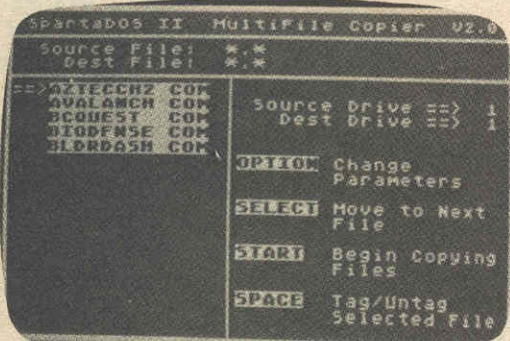 SpartaDOS II MultiFile Copier V2.0
Source File: *.*
Dest File: *.*
==>AZTECCH2 COM
AVALANCH COM
BCQUEST COM
BIODFNSE COM
BLDRDASH COM
Source Drive ==> 1
Dest Drive ==> 1
OPTION Change
Parameters
SELECT Move to Next
File
START Begin Copying
Files
SPACE Tag/Untag
Selected File